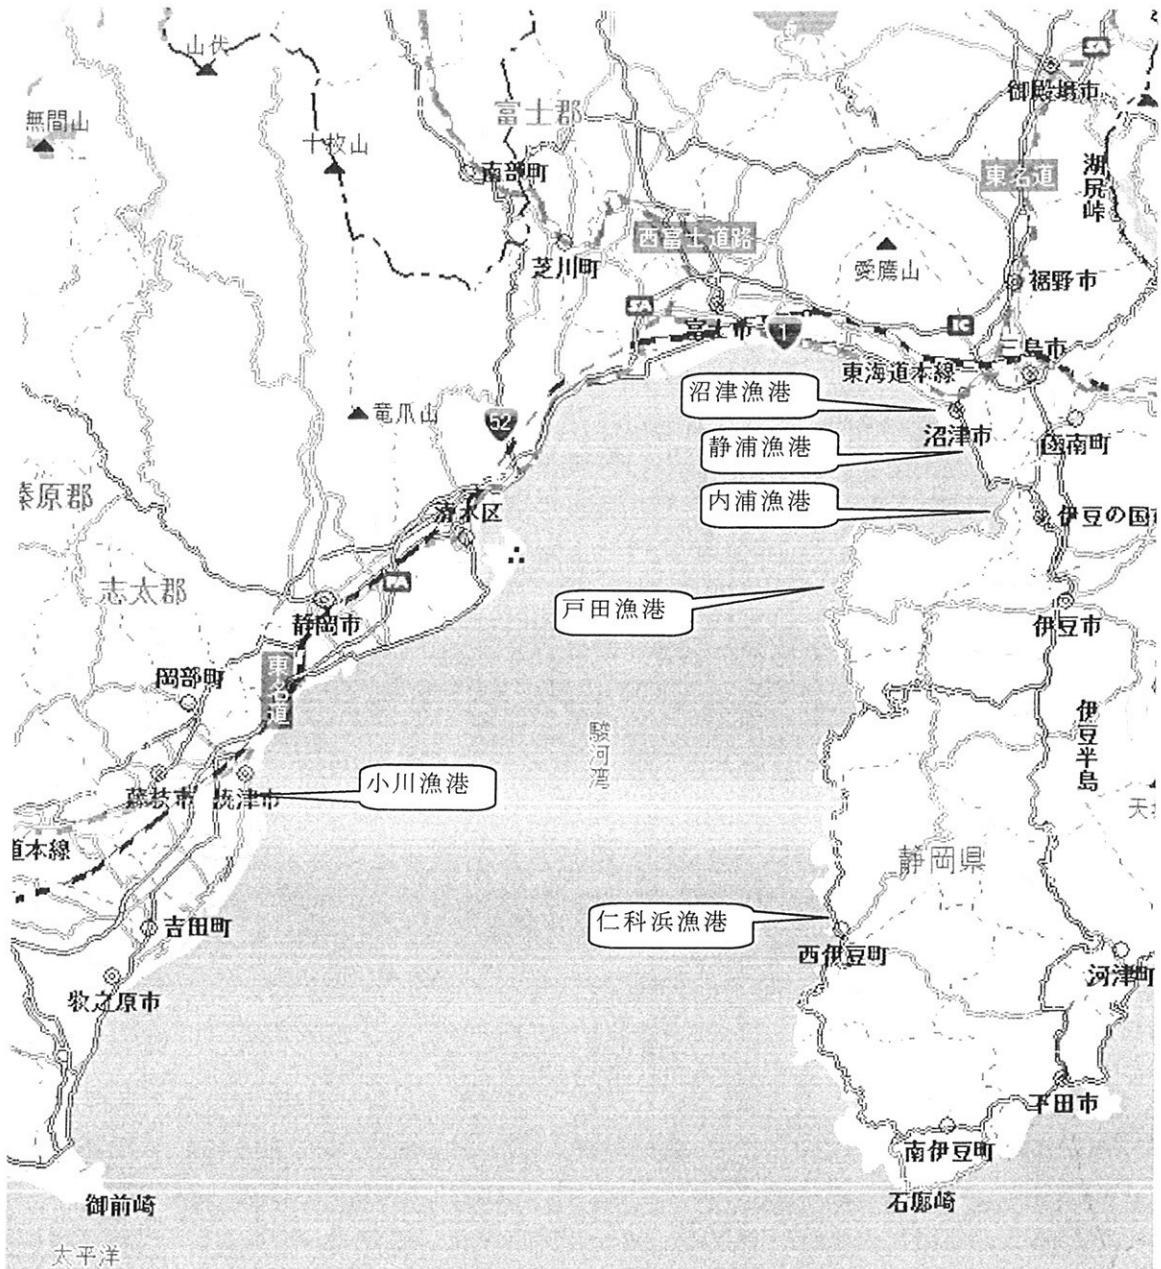 山伏
SA
御殿場市
無間山
富士郡
十枚山
南部町
東名道
湖尻峠
西富士道路
芝川町
愛鷹山
裾野市
SA
富士市
1
IC
三島市
東海道本線
沼津漁港
竜爪山
52
沼津市
函南町
静浦漁港
榛原郡
内浦漁港
清水区
伊豆の国市
志太郡
PA
戸田漁港
静岡市
伊豆市
岡部町
東名道
駿河湾
伊豆半島
小川漁港
藤枝市
焼津市
天
道本線
静岡県
仁科浜漁港
吉田町
西伊豆町
河津町
牧之原市
下田市
南伊豆町
御前崎
石廊崎
太平洋